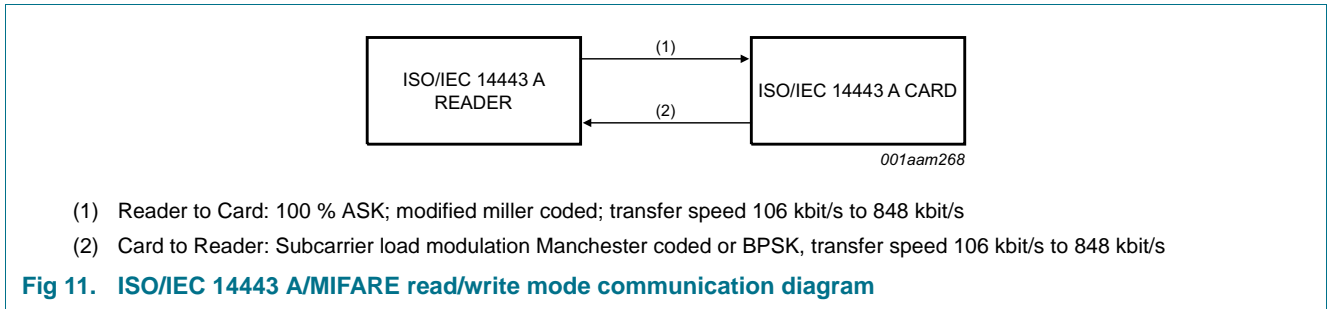 (1)
ISO/IEC 14443 A
READER
ISO/IEC 14443 A CARD
(2)
001aam268
(1) Reader to Card: 100 % ASK; modified miller coded; transfer speed 106 kbit/s to 848 kbit/s
(2) Card to Reader: Subcarrier load modulation Manchester coded or BPSK, transfer speed 106 kbit/s to 848 kbit/s
Fig 11. ISO/IEC 14443 A/MIFARE read/write mode communication diagram